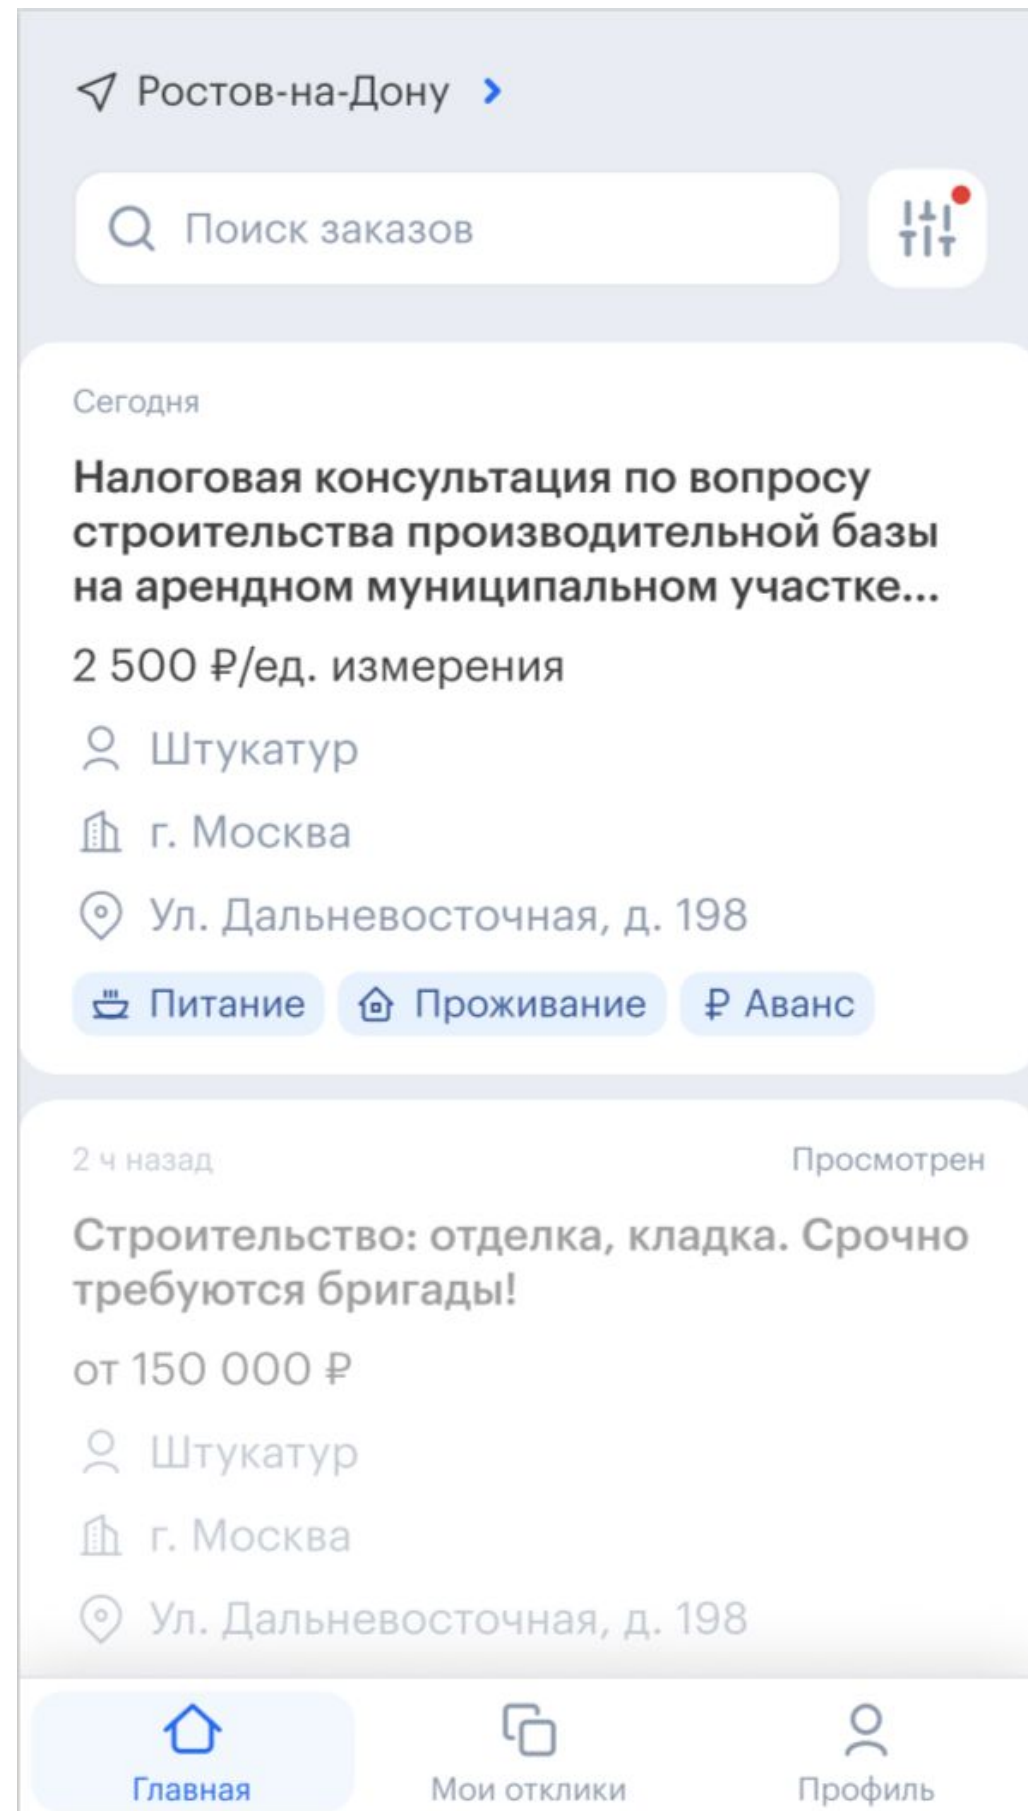 Ростов-на-Дону
Поиск заказов
Сегодня
Налоговая консультация по вопросу
строительства производительной базы
на арендном муниципальном участке...
2 500 ₽/ед. измерения
Штукатур
г. Москва
Ул. Дальневосточная, д. 198
Питание Проживание ₽ Аванс
2 ч назад Просмотрен
Строительство: отделка, кладка. Срочно
требуются бригады!
от 150 000 ₽
Штукатур
г. Москва
Ул. Дальневосточная, д. 198
Главная Мои отклики Профиль